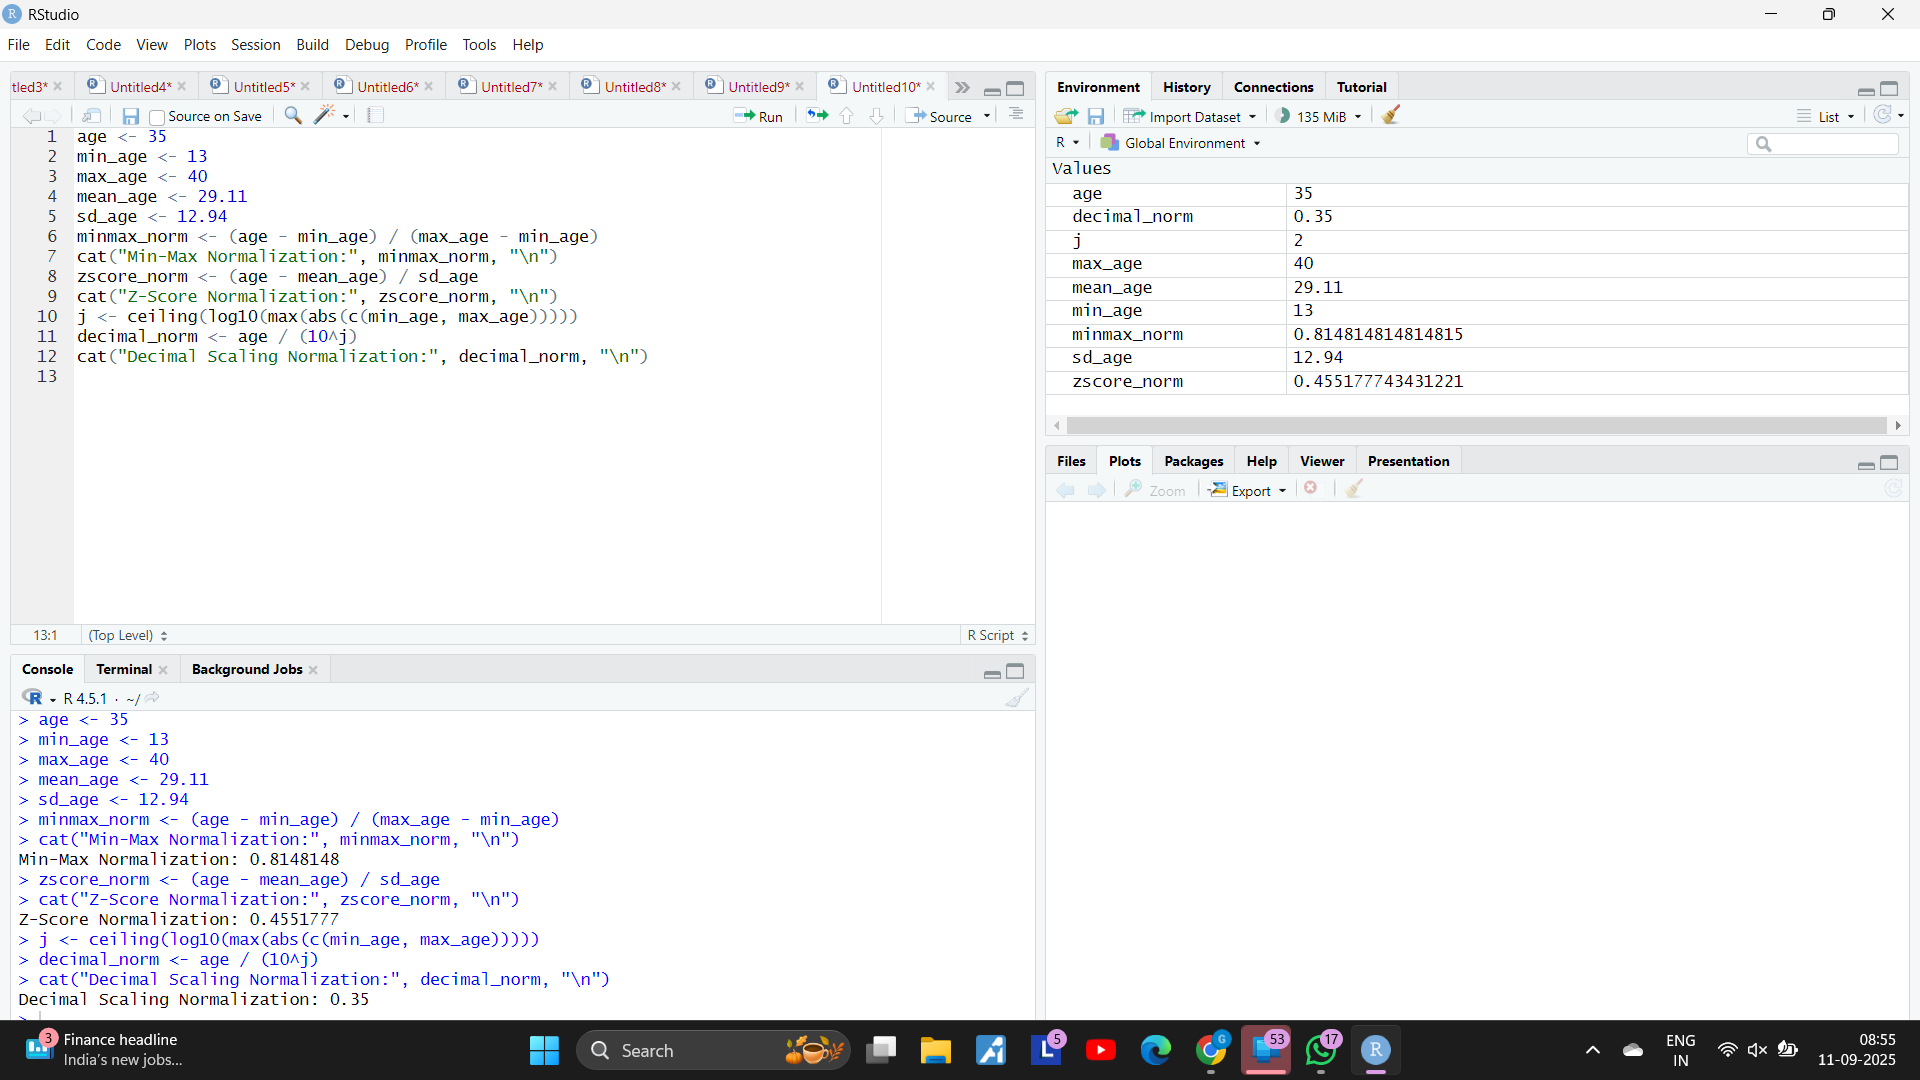 RStudio
File Edit Code View Plots Session Build Debug Profile Tools Help
tled3* Untitled4* Untitled5* Untitled6* Untitled7* Untitled8* Untitled9* Untitled10*
Source on Save Run Source
1 age <- 35
2 min_age <- 13
3 max_age <- 40
4 mean_age <- 29.11
5 sd_age <- 12.94
6 minmax_norm <- (age - min_age) / (max_age - min_age)
7 cat("Min-Max Normalization:", minmax_norm, "\n")
8 zscore_norm <- (age - mean_age) / sd_age
9 cat("Z-Score Normalization:", zscore_norm, "\n")
10 j <- ceiling(log10(max(abs(c(min_age, max_age)))))
11 decimal_norm <- age / (10^j)
12 cat("Decimal Scaling Normalization:", decimal_norm, "\n")
13
13:1 (Top Level) R Script
Console Terminal Background Jobs
R 4.5.1 · ~/
> age <- 35
> min_age <- 13
> max_age <- 40
> mean_age <- 29.11
> sd_age <- 12.94
> minmax_norm <- (age - min_age) / (max_age - min_age)
> cat("Min-Max Normalization:", minmax_norm, "\n")
Min-Max Normalization: 0.8148148
> zscore_norm <- (age - mean_age) / sd_age
> cat("Z-Score Normalization:", zscore_norm, "\n")
Z-Score Normalization: 0.4551777
> j <- ceiling(log10(max(abs(c(min_age, max_age)))))
> decimal_norm <- age / (10^j)
> cat("Decimal Scaling Normalization:", decimal_norm, "\n")
Decimal Scaling Normalization: 0.35
>
Environment History Connections Tutorial
Import Dataset 135 MiB List
R Global Environment
Values
age 35
decimal_norm 0.35
j 2
max_age 40
mean_age 29.11
min_age 13
minmax_norm 0.814814814814815
sd_age 12.94
zscore_norm 0.455177743431221
Files Plots Packages Help Viewer Presentation
Zoom Export
3 Finance headline
India's new jobs...
Search
5
G
53
17
R
ENG
IN
08:55
11-09-2025